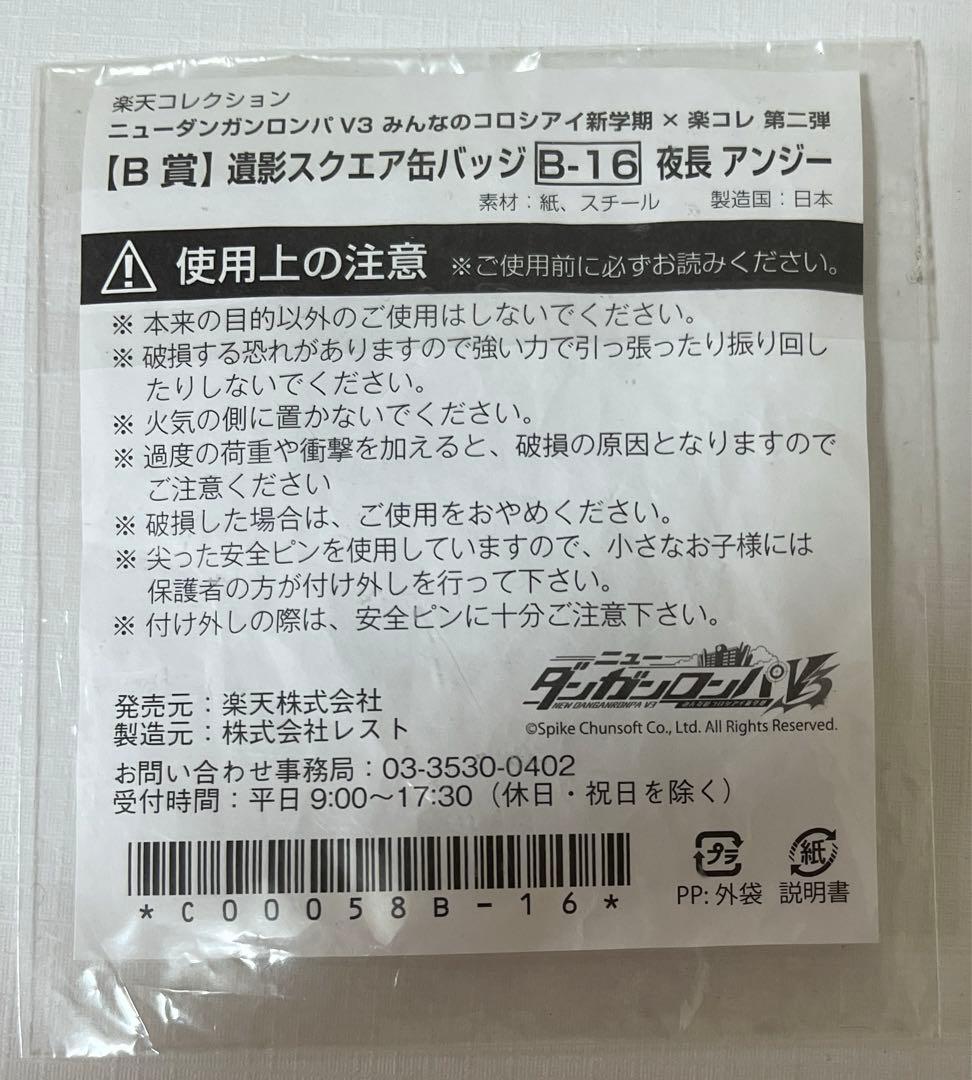 楽天コレクション
ニューダンガンロンパ V3 みんなのコロシアイ新学期 × 楽コレ 第二弾
【B 賞】遺影スクエア缶バッジ B-16 夜長 アンジー
素材：紙、スチール 製造国：日本
使用上の注意 ※ご使用前に必ずお読みください。
※ 本来の目的以外のご使用はしないでください。
※ 破損する恐れがありますので強い力で引っ張ったり振り回し
たりしないでください。
※ 火気の側に置かないでください。
※ 過度の荷重や衝撃を加えると、破損の原因となりますので
ご注意ください
※ 破損した場合は、ご使用をおやめください。
※ 尖った安全ピンを使用していますので、小さなお子様には
保護者の方が付け外しを行って下さい。
※ 付け外しの際は、安全ピンに十分ご注意下さい。
ニュー
ダンガンロンパV3
NEW DANGANRONPA V3 みんなのコロシアイ新学期
©Spike Chunsoft Co., Ltd. All Rights Reserved.
発売元：楽天株式会社
製造元：株式会社レスト
お問い合わせ事務局：03-3530-0402
受付時間：平日 9:00～17:30（休日・祝日を除く）
*C00058B-16*
プラ
PP: 外袋
紙
説明書